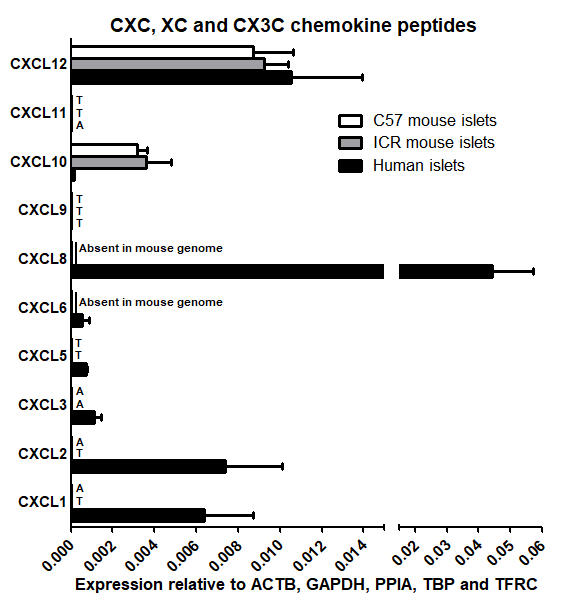 CXC, XC and CX3C chemokine peptides
CXCL12
C57 mouse islets
ICR mouse islets
Human islets
CXCL11
T
T
A
CXCL10
CXCL9
T
T
T
CXCL8
Absent in mouse genome
CXCL6
Absent in mouse genome
CXCL5
T
T
CXCL3
A
A
CXCL2
A
T
CXCL1
A
T
0.000 0.002 0.004 0.006 0.008 0.010 0.012 0.014 0.02 0.03 0.04 0.05 0.06
Expression relative to ACTB, GAPDH, PPIA, TBP and TFRC